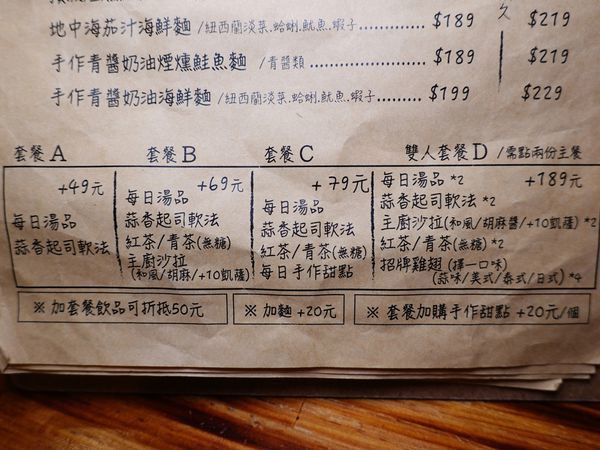 地中海茄汁海鮮麵 /紐西蘭淡菜.蛤蜊.魷魚.蝦子................ $189 $219
久
手作青醬奶油煙燻鮭魚麵 /青醬類.................. $189 $219
手作青醬奶油海鮮麵 /紐西蘭淡菜.蛤蜊.魷魚.蝦子......... $199 $229
套餐A
+49元
每日湯品
蒜香起司軟法
套餐B
+69元
每日湯品
蒜香起司軟法
紅茶/青茶(無糖)
主廚沙拉
(和風/胡麻/+10凱薩)
套餐C
+79元
每日湯品
蒜香起司軟法
紅茶/青茶(無糖)
每日手作甜點
雙人套餐D /需點兩份主餐
每日湯品*2 +189元
蒜香起司軟法*2
主廚沙拉(和風/胡麻醬/+10凱薩)*2
紅茶/青茶(無糖)*2
招牌雞翅(擇一口味)
(蒜味/美式/泰式/日式)*4
※ 加套餐飲品可折抵50元
※ 加麵 +20元
※ 套餐加購手作甜點 +20元/個